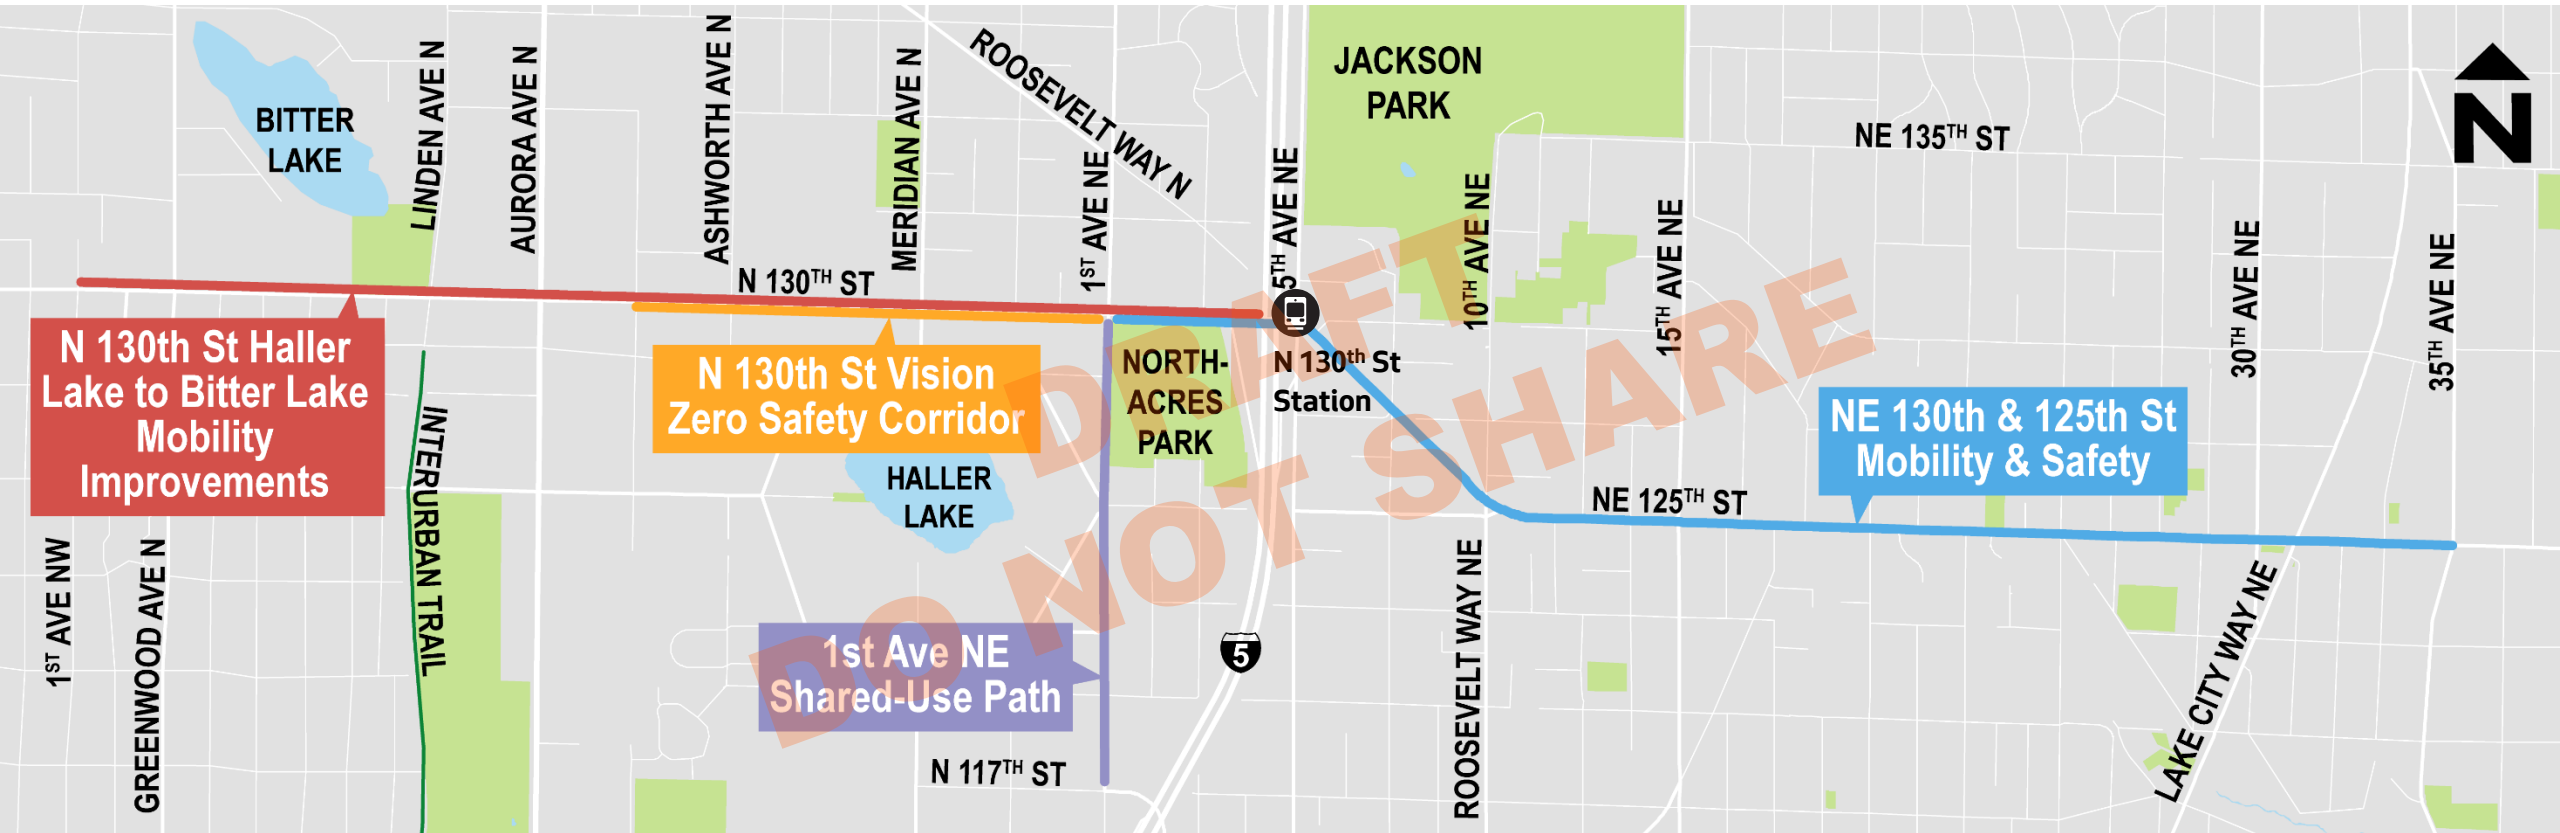 BITTER
LAKE
LINDEN AVE N
AURORA AVE N
ASHWORTH AVE N
MERIDIAN AVE N
ROOSEVELT WAY N
1ST AVE NE
5TH AVE NE
JACKSON
PARK
10TH AVE NE
15TH AVE NE
NE 135TH ST
30TH AVE NE
35TH AVE NE
N
N 130TH ST
N 130th St Haller
Lake to Bitter Lake
Mobility
Improvements
N 130th St Vision
Zero Safety Corridor
NORTH-
ACRES
PARK
N 130th St
Station
NE 130th & 125th St
Mobility & Safety
HALLER
LAKE
NE 125TH ST
INTERURBAN TRAIL
1ST AVE NW
GREENWOOD AVE N
1st Ave NE
Shared-Use Path
5
N 117TH ST
ROOSEVELT WAY NE
LAKE CITY WAY NE
DRAFT
DO NOT SHARE